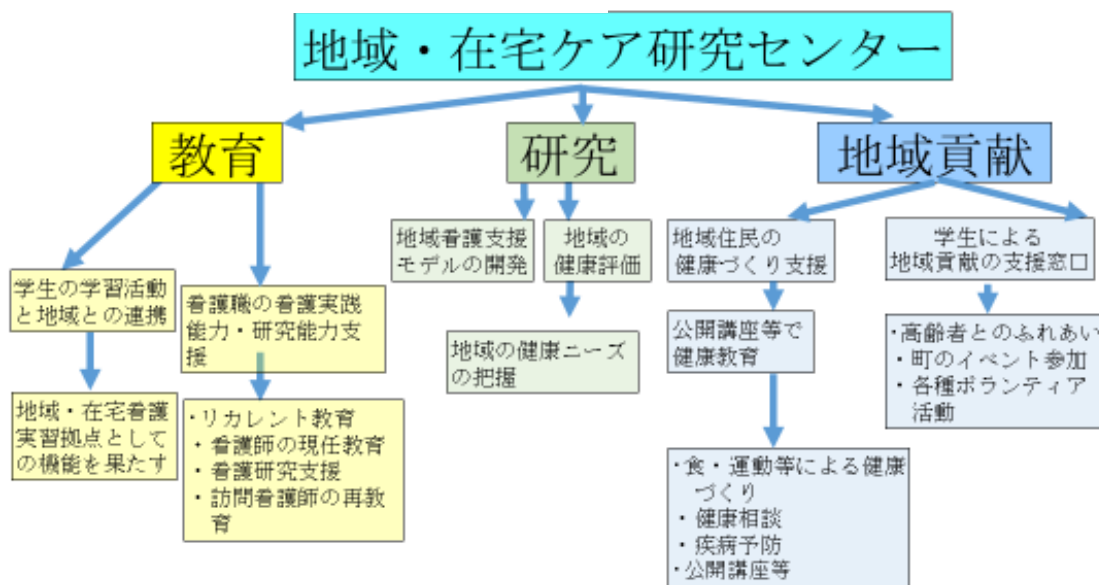 地域・在宅ケア研究センター
教育
研究
地域貢献
学生の学習活動
と地域との連携
地域・在宅看護
実習拠点として
の機能を果たす
看護職の看護実践
能力・研究能力支
援
・リカレント教育
・看護師の現任教育
・看護研究支援
・訪問看護師の再教
育
地域看護支援
モデルの開発
地域の
健康評価
地域の健康ニーズ
の把握
地域住民の
健康づくり支援
公開講座等で
健康教育
・食・運動等による健康
づくり
・健康相談
・疾病予防
・公開講座等
学生による
地域貢献の支援窓口
・高齢者とのふれあい
・町のイベント参加
・各種ボランティア
活動